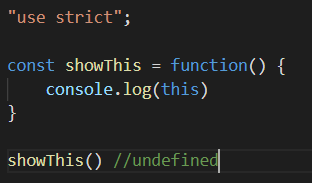 "use strict";
const showThis = function() {
console.log(this)
}
showThis() //undefined